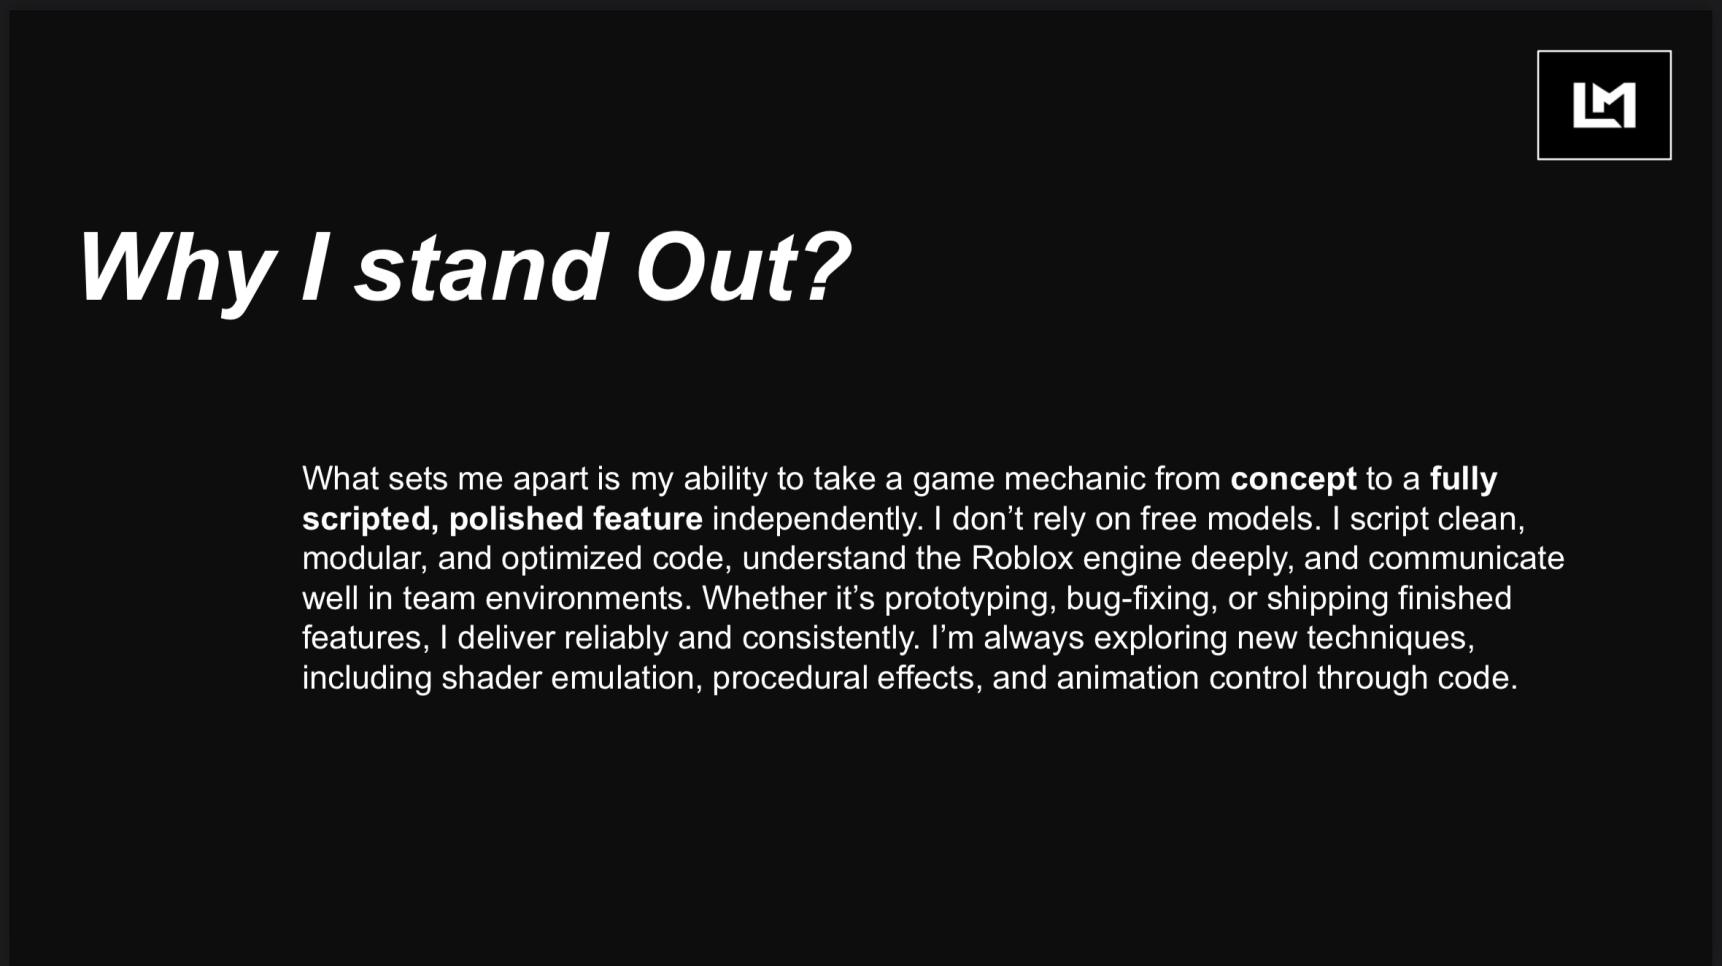 LM
Why I stand Out?
What sets me apart is my ability to take a game mechanic from concept to a fully
scripted, polished feature independently. I don’t rely on free models. I script clean,
modular, and optimized code, understand the Roblox engine deeply, and communicate
well in team environments. Whether it’s prototyping, bug-fixing, or shipping finished
features, I deliver reliably and consistently. I’m always exploring new techniques,
including shader emulation, procedural effects, and animation control through code.